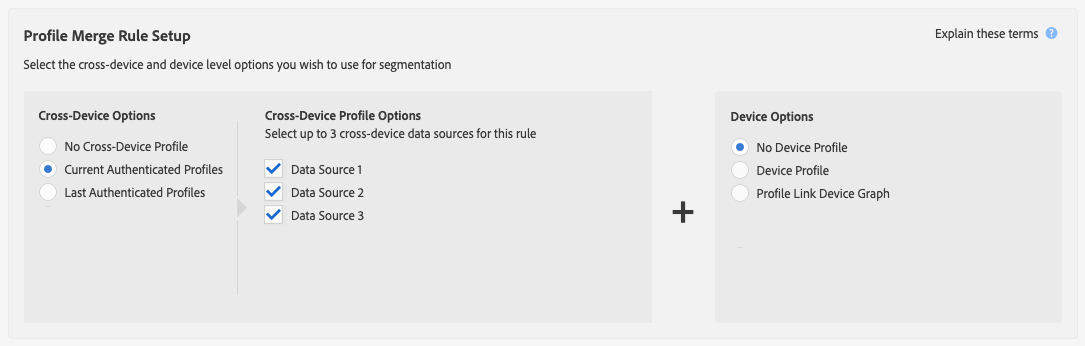 Profile Merge Rule Setup
Explain these terms ?
Select the cross-device and device level options you wish to use for segmentation
Cross-Device Options
No Cross-Device Profile
Current Authenticated Profiles
Last Authenticated Profiles
Cross-Device Profile Options
Select up to 3 cross-device data sources for this rule
Data Source 1
Data Source 2
Data Source 3
+
Device Options
No Device Profile
Device Profile
Profile Link Device Graph